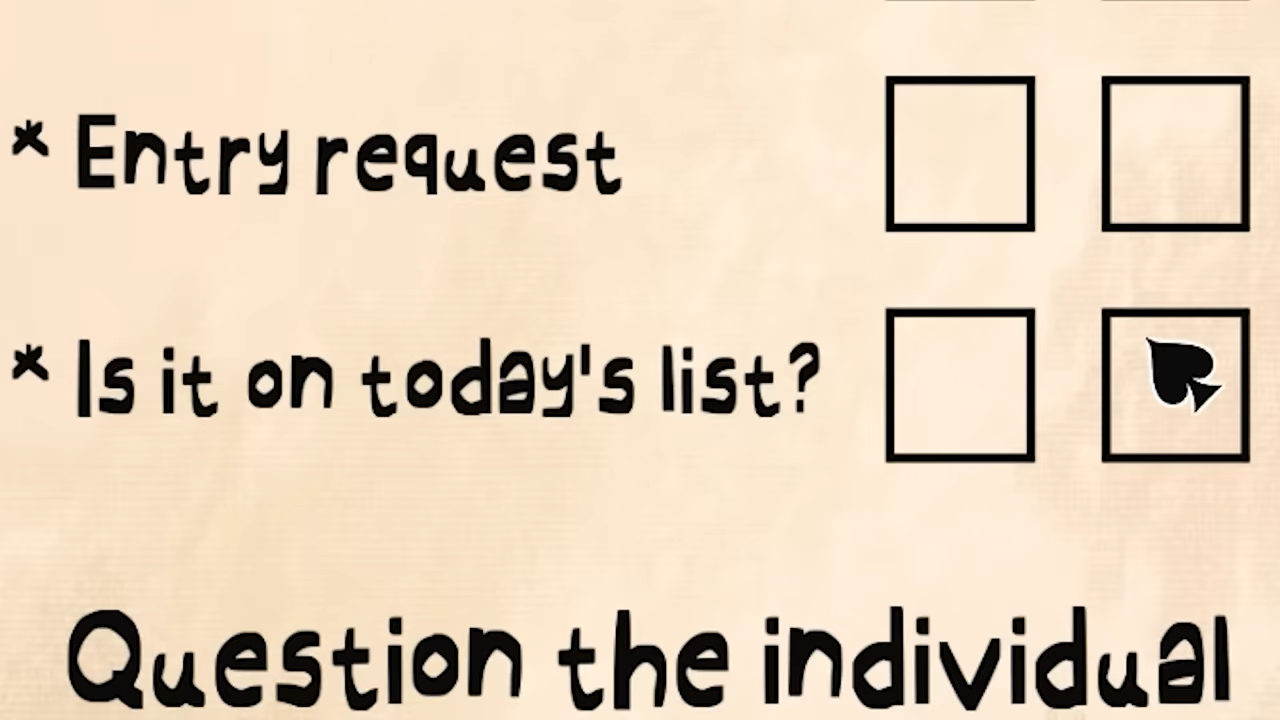 * Entry request
* Is it on today's list?
Question the individual